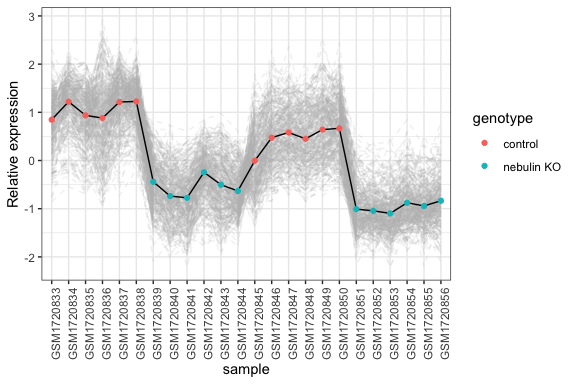 3
2
1
0
-1
-2
Relative expression
GSM1720833
GSM1720834
GSM1720835
GSM1720836
GSM1720837
GSM1720838
GSM1720839
GSM1720840
GSM1720841
GSM1720842
GSM1720843
GSM1720844
GSM1720845
GSM1720846
GSM1720847
GSM1720848
GSM1720849
GSM1720850
GSM1720851
GSM1720852
GSM1720853
GSM1720854
GSM1720855
GSM1720856
sample
genotype
control
nebulin KO